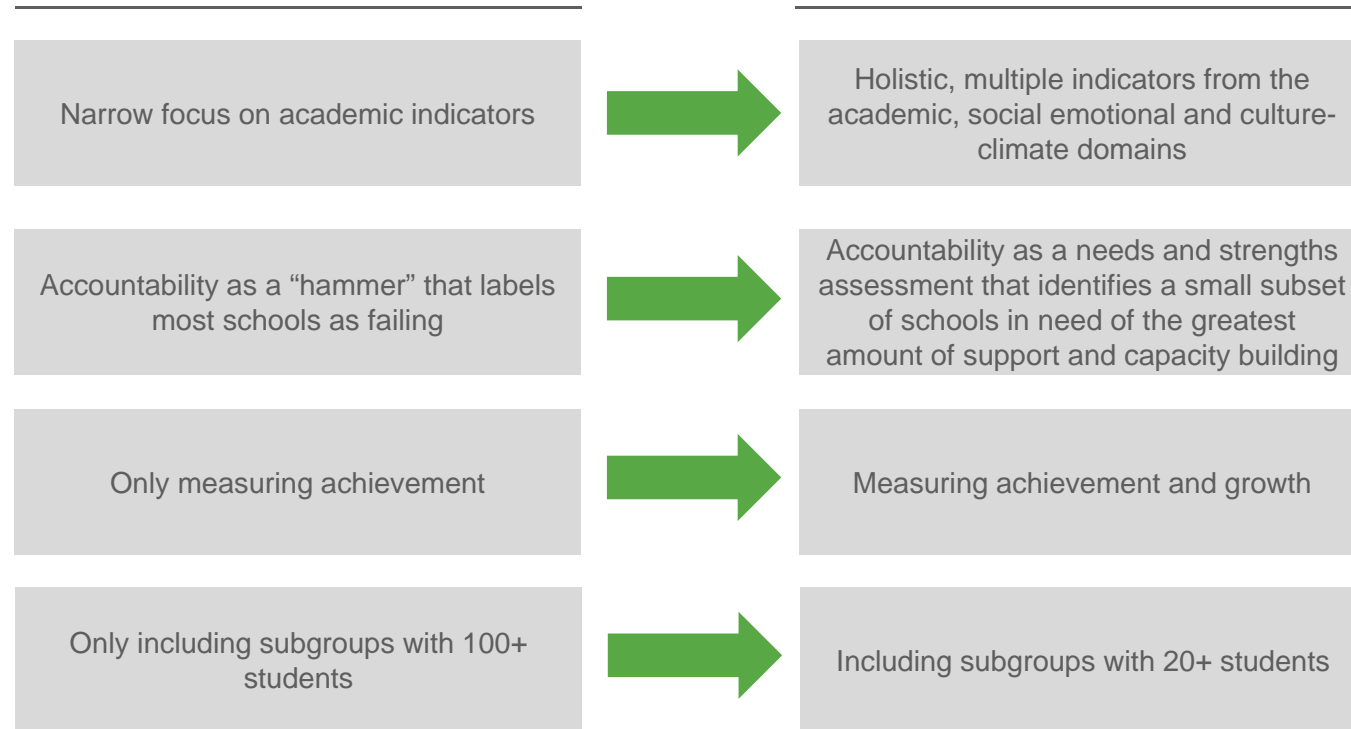 Narrow focus on academic indicators
Holistic, multiple indicators from the
academic, social emotional and culture-
climate domains
Accountability as a “hammer” that labels
most schools as failing
Accountability as a needs and strengths
assessment that identifies a small subset
of schools in need of the greatest
amount of support and capacity building
Only measuring achievement
Measuring achievement and growth
Only including subgroups with 100+
students
Including subgroups with 20+ students